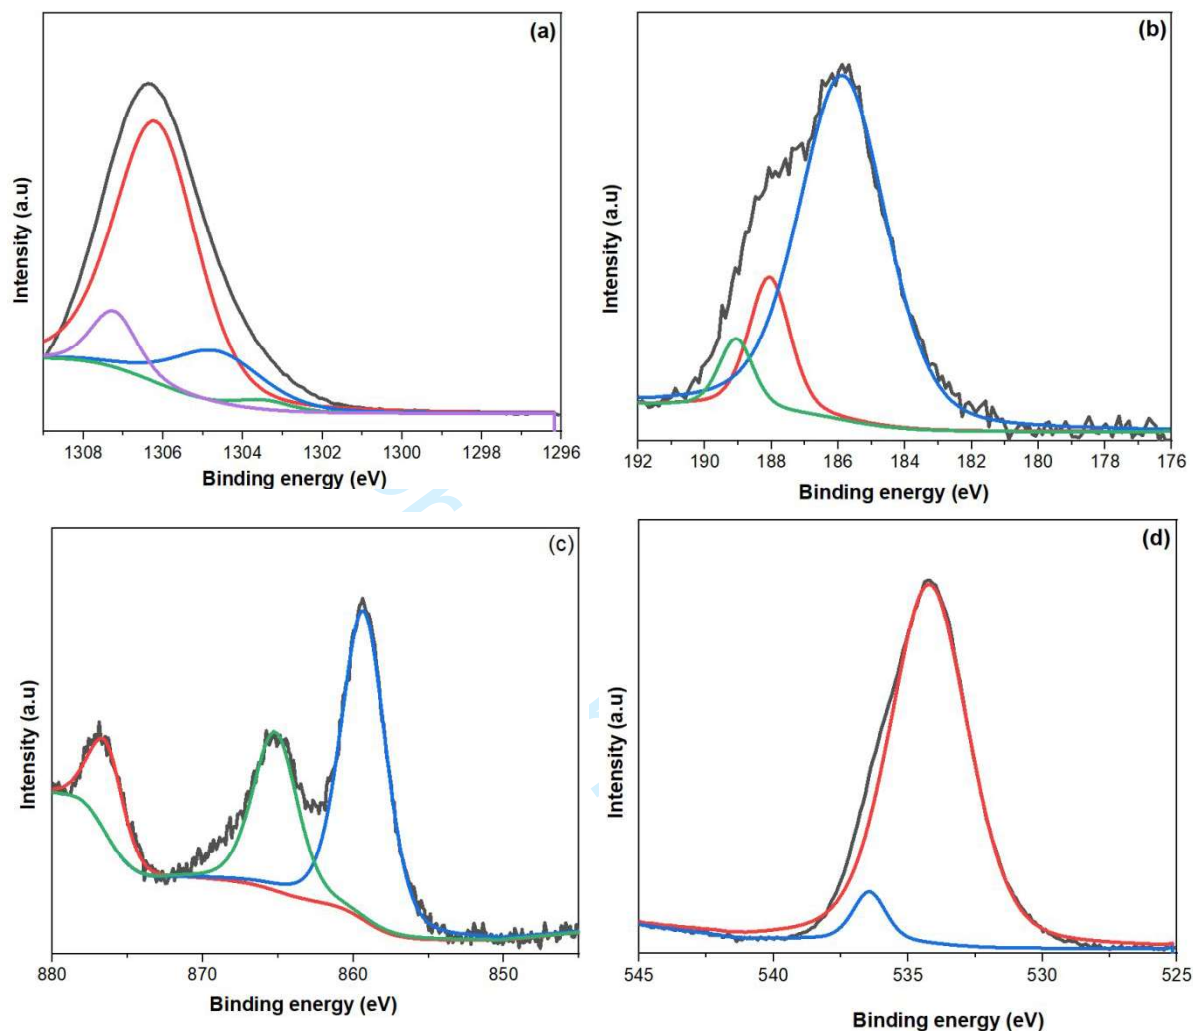 (a)
Intensity (a.u)
1308 1306 1304 1302 1300 1298 1296
Binding energy (eV)
(b)
Intensity (a.u)
192 190 188 186 184 182 180 178 176
Binding energy (eV)
(c)
Intensity (a.u)
880 870 860 850
Binding energy (eV)
(d)
Intensity (a.u)
545 540 535 530 525
Binding energy (eV)